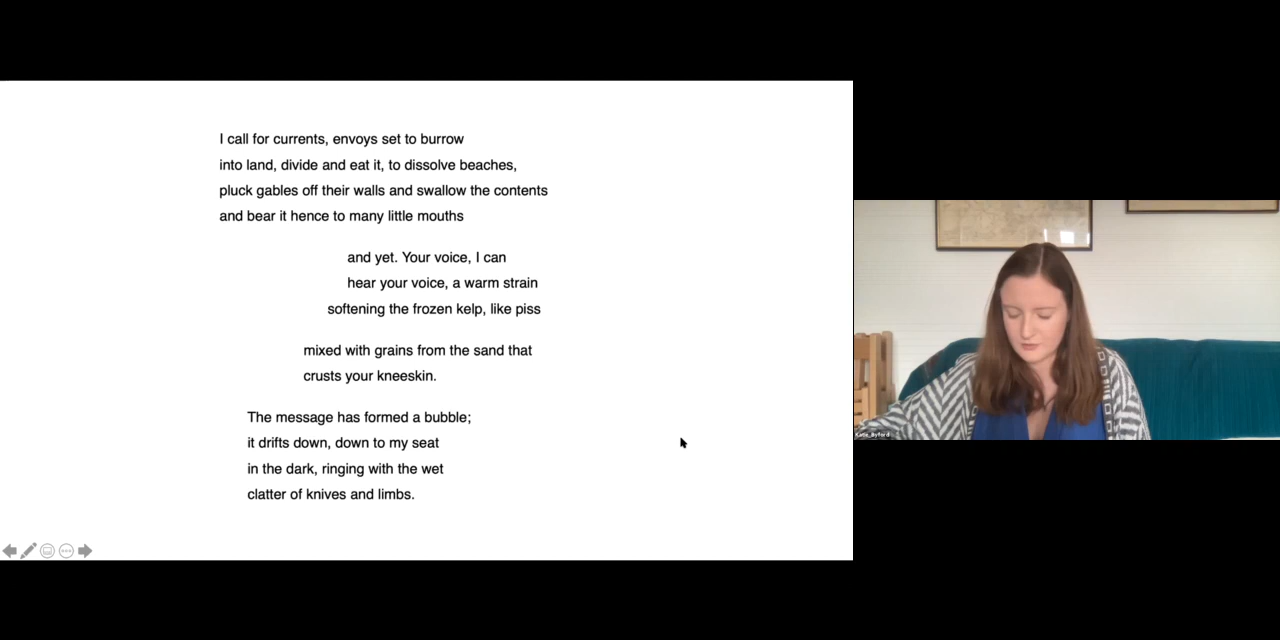 I call for currents, envoys set to burrow
into land, divide and eat it, to dissolve beaches,
pluck gables off their walls and swallow the contents
and bear it hence to many little mouths
and yet. Your voice, I can
hear your voice, a warm strain
softening the frozen kelp, like piss
mixed with grains from the sand that
crusts your kneeskin.
The message has formed a bubble;
it drifts down, down to my seat
in the dark, ringing with the wet
clatter of knives and limbs.
Katie_Byford